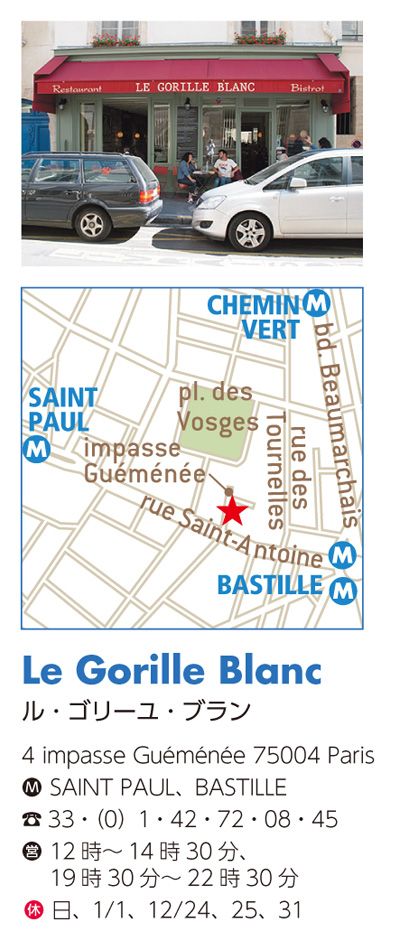 Restaurant LE GORILLE BLANC Bistrot
CHEMIN VERT
M
SAINT PAUL
M
pl. des Vosges
bd. Beaumarchais
rue des Tournelles
impasse Guéménée
rue Saint-Antoine
M
BASTILLE
M
Le Gorille Blanc
ル・ゴリーユ・ブラン
4 impasse Guéménée 75004 Paris
M SAINT PAUL、BASTILLE
☎ 33・(0) 1・42・72・08・45
営 12時〜14時30分、
19時30分〜22時30分
休 日、1/1、12/24、25、31